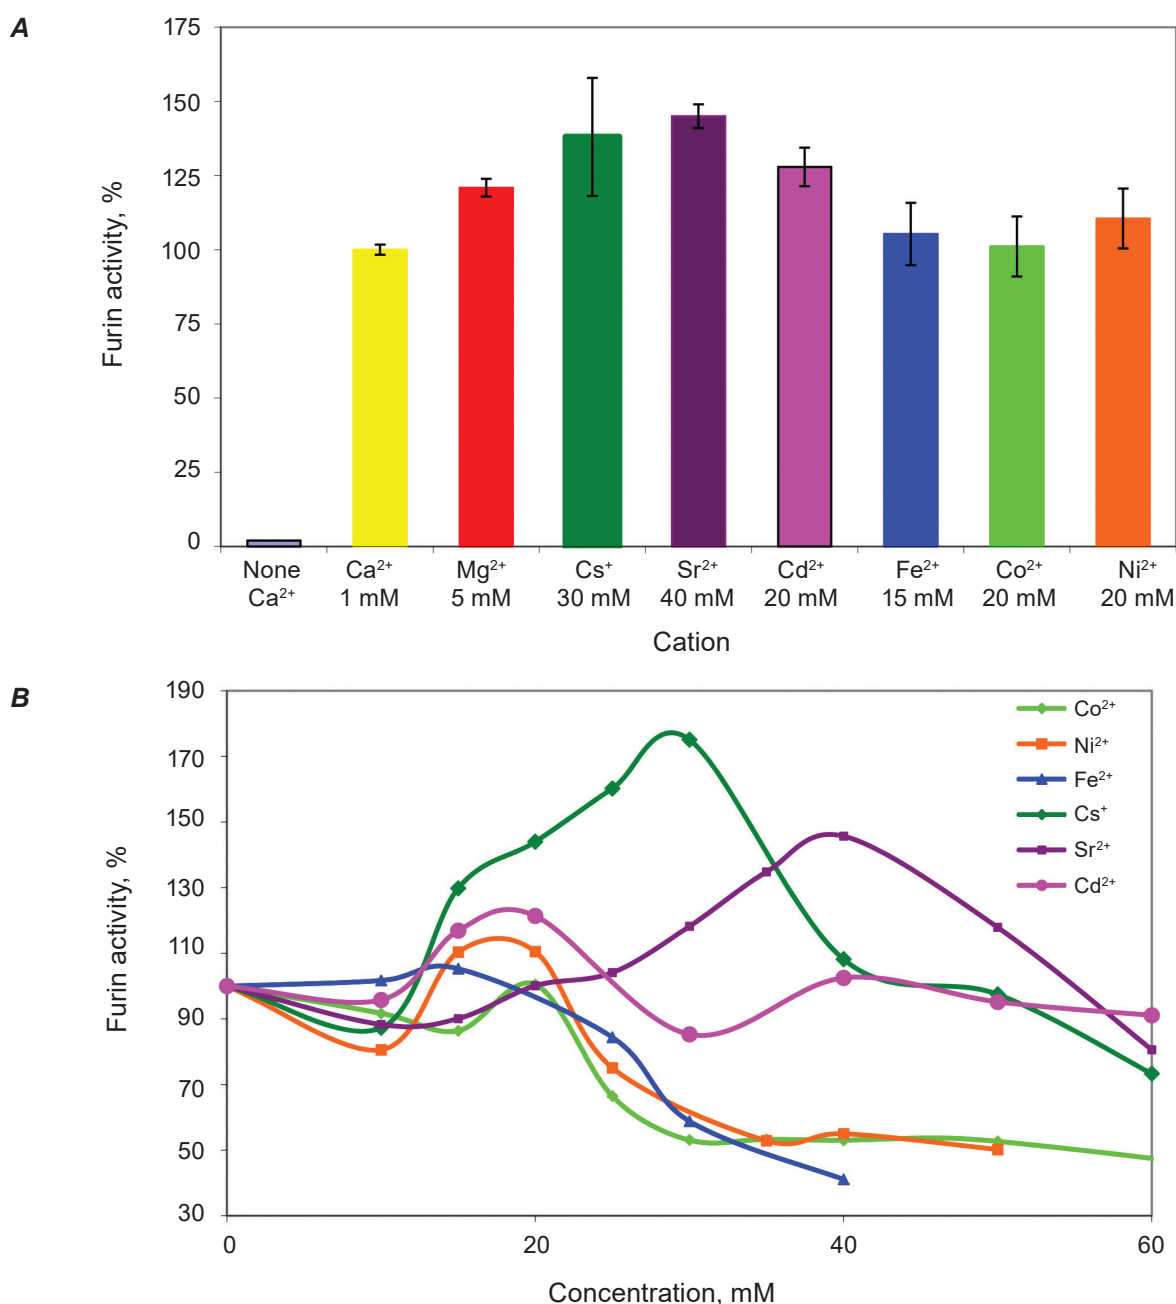 A
Furin activity, %
175
150
125
100
75
50
25
0
None Ca²⁺ Mg²⁺ Cs⁺ Sr²⁺ Cd²⁺ Fe²⁺ Co²⁺ Ni²⁺
Ca²⁺ 1 mM 5 mM 30 mM 40 mM 20 mM 15 mM 20 mM 20 mM
Cation
B
Furin activity, %
190
170
150
130
110
90
70
50
30
Co²⁺
Ni²⁺
Fe²⁺
Cs⁺
Sr²⁺
Cd²⁺
0 20 40 60
Concentration, mM